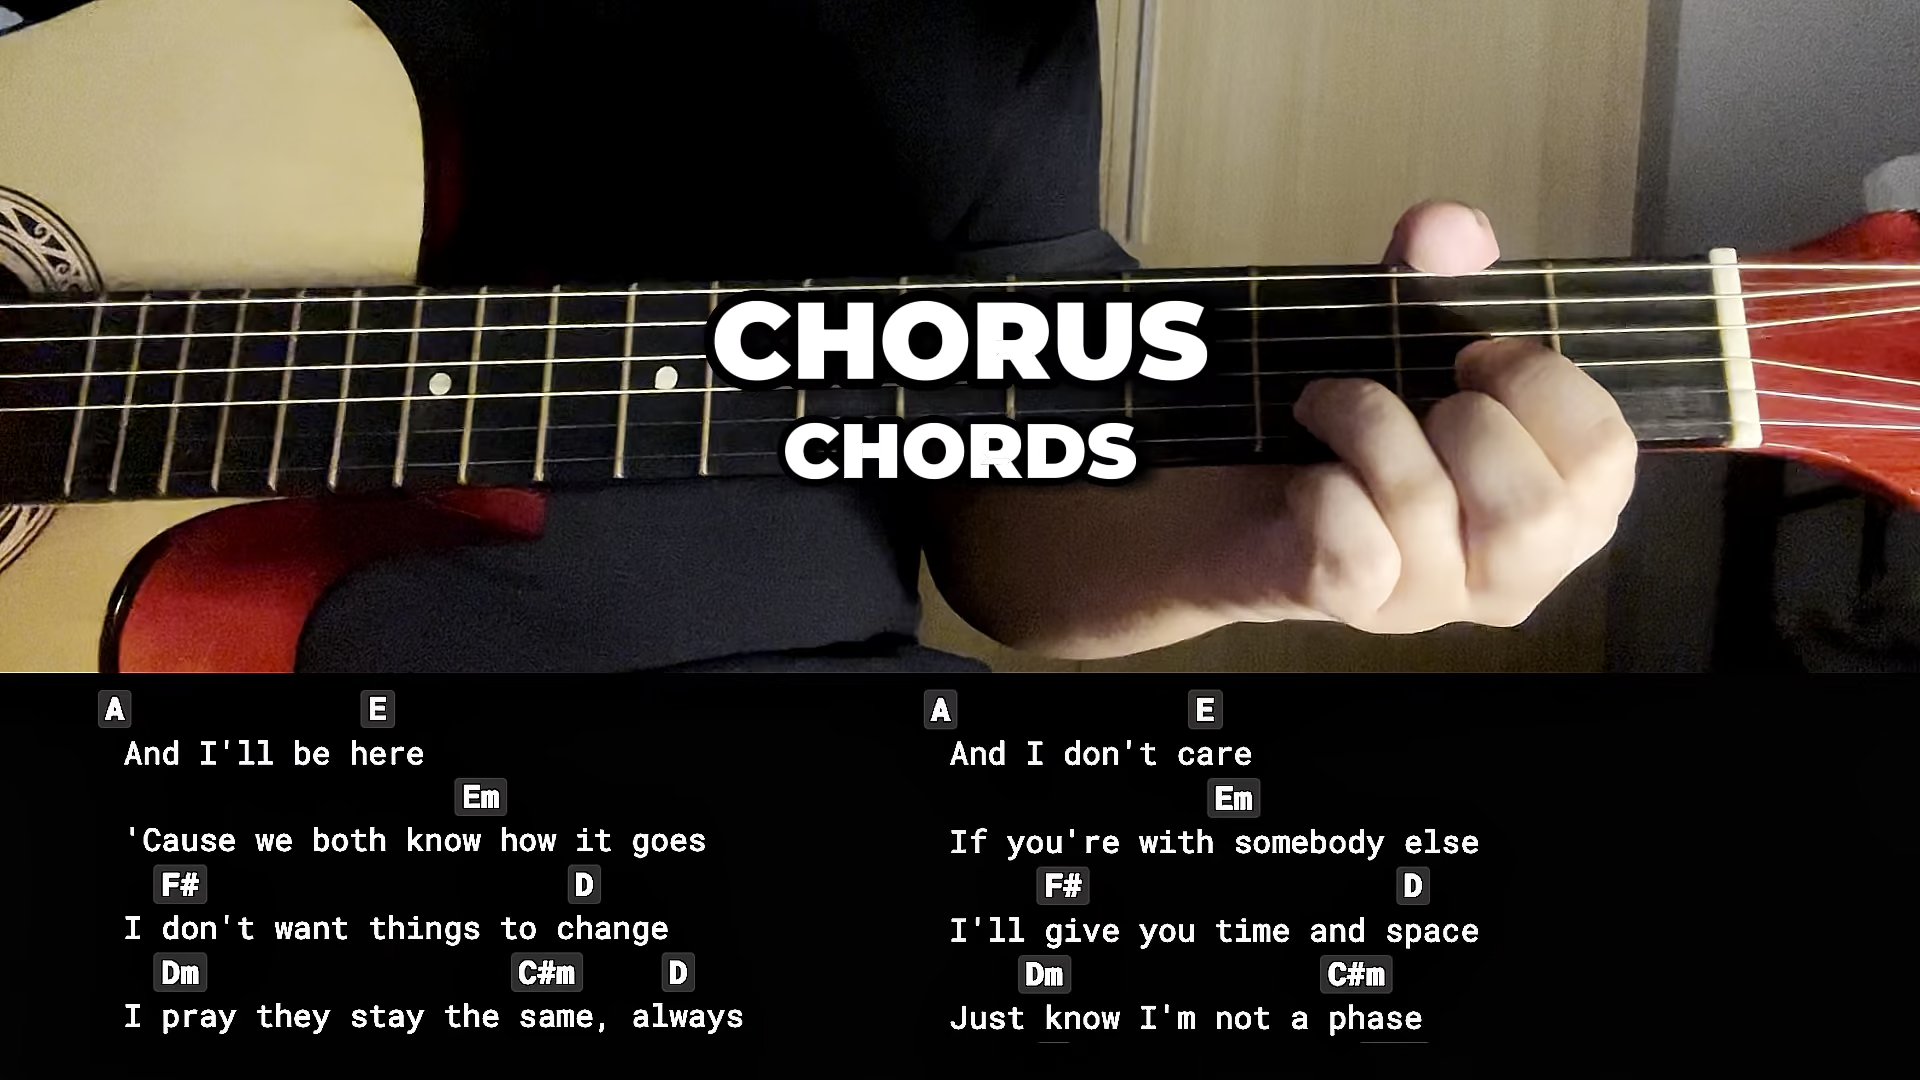 CHORUS
CHORDS
A E
And I'll be here
Em
'Cause we both know how it goes
F# D
I don't want things to change
Dm C#m D
I pray they stay the same, always
A E
And I don't care
Em
If you're with somebody else
F# D
I'll give you time and space
Dm C#m
Just know I'm not a phase